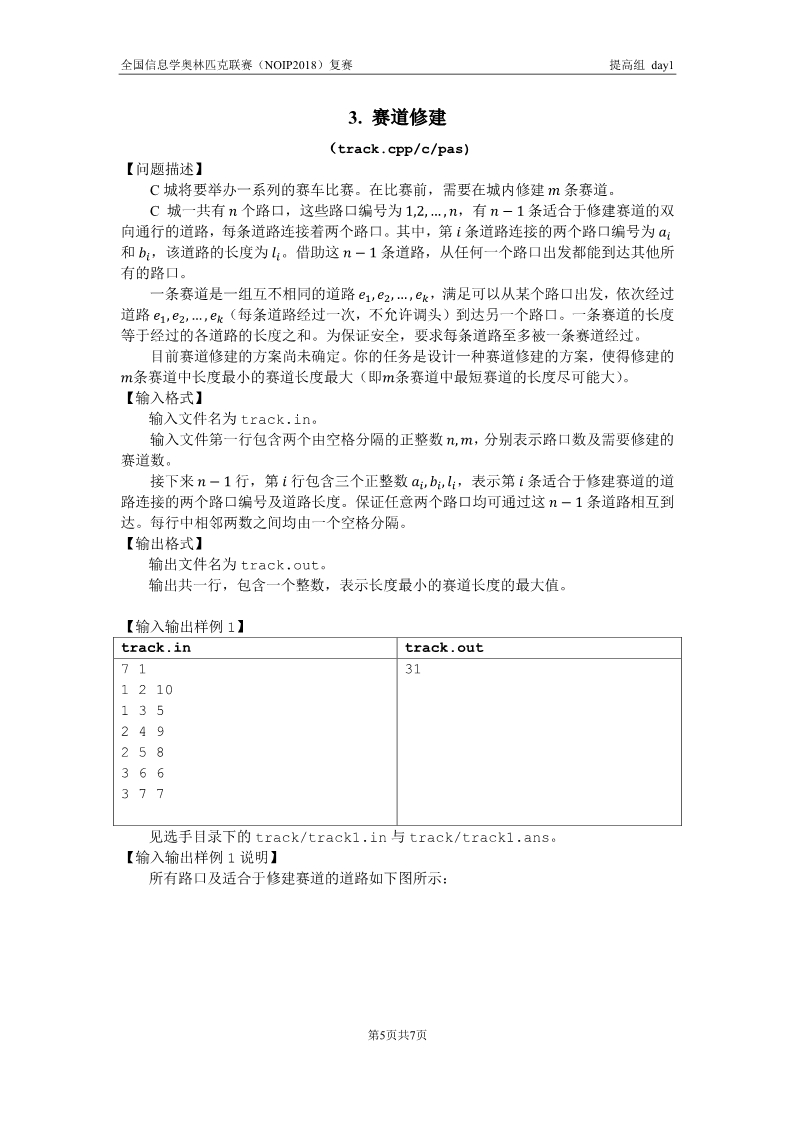 全国信息学奥林匹克联赛（NOIP2018）复赛 提高组 day1
3. 赛道修建
（track.cpp/c/pas)
【问题描述】
C 城将要举办一系列的赛车比赛。在比赛前，需要在城内修建 m 条赛道。
C 城一共有 n 个路口，这些路口编号为 1,2, … , n，有 n − 1 条适合于修建赛道的双
向通行的道路，每条道路连接着两个路口。其中，第 i 条道路连接的两个路口编号为 aᵢ
和 bᵢ，该道路的长度为 lᵢ。借助这 n − 1 条道路，从任何一个路口出发都能到达其他所
有的路口。
一条赛道是一组互不相同的道路 e₁, e₂, … , eₖ，满足可以从某个路口出发，依次经过
道路 e₁, e₂, … , eₖ（每条道路经过一次，不允许调头）到达另一个路口。一条赛道的长度
等于经过的各道路的长度之和。为保证安全，要求每条道路至多被一条赛道经过。
目前赛道修建的方案尚未确定。你的任务是设计一种赛道修建的方案，使得修建的
m条赛道中长度最小的赛道长度最大（即m条赛道中最短赛道的长度尽可能大）。
【输入格式】
输入文件名为 track.in。
输入文件第一行包含两个由空格分隔的正整数 n, m，分别表示路口数及需要修建的
赛道数。
接下来 n − 1 行，第 i 行包含三个正整数 aᵢ, bᵢ, lᵢ，表示第 i 条适合于修建赛道的道
路连接的两个路口编号及道路长度。保证任意两个路口均可通过这 n − 1 条道路相互到
达。每行中相邻两数之间均由一个空格分隔。
【输出格式】
输出文件名为 track.out。
输出共一行，包含一个整数，表示长度最小的赛道长度的最大值。
【输入输出样例 1】
track.in track.out
7 1 31
1 2 10
1 3 5
2 4 9
2 5 8
3 6 6
3 7 7
见选手目录下的 track/track1.in 与 track/track1.ans。
【输入输出样例 1 说明】
所有路口及适合于修建赛道的道路如下图所示：
第5页共7页